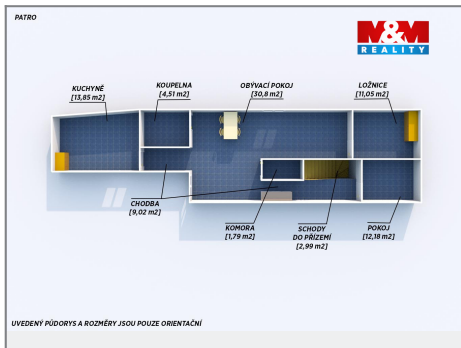 PATRO
M&M
REALITY
KUCHYNĚ
[13,85 m2]
KOUPELNA
[4,51 m2]
OBÝVACÍ POKOJ
[30,8 m2]
LOŽNICE
[11,05 m2]
CHODBA
[9,02 m2]
KOMORA
[1,79 m2]
SCHODY
DO PŘÍZEMÍ
[2,99 m2]
POKOJ
[12,18 m2]
UVEDENÝ PŮDORYS A ROZMĚRY JSOU POUZE ORIENTAČNÍ